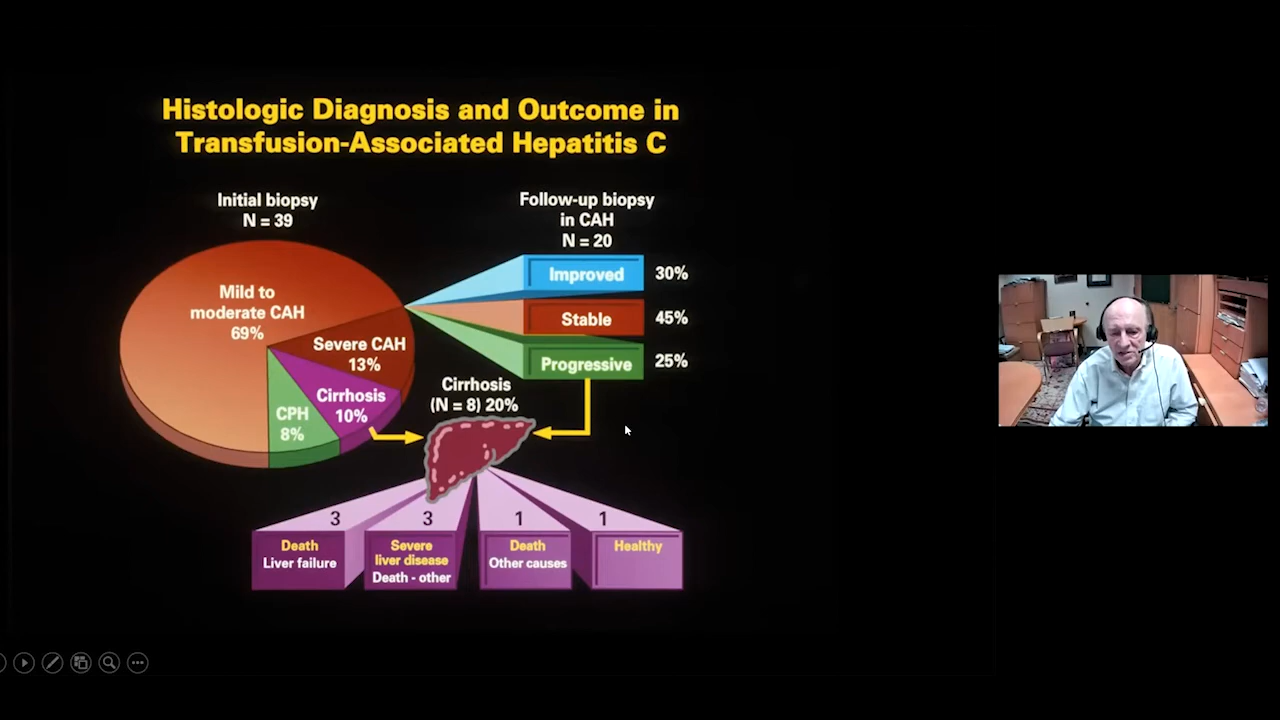 Histologic Diagnosis and Outcome in
Transfusion-Associated Hepatitis C
Initial biopsy
N = 39
Mild to
moderate CAH
69%
Severe CAH
13%
Cirrhosis
10%
CPH
8%
Follow-up biopsy
in CAH
N = 20
Improved 30%
Stable 45%
Progressive 25%
Cirrhosis
(N = 8) 20%
3
Death
Liver failure
3
Severe
liver disease
Death - other
1
Death
Other causes
1
Healthy